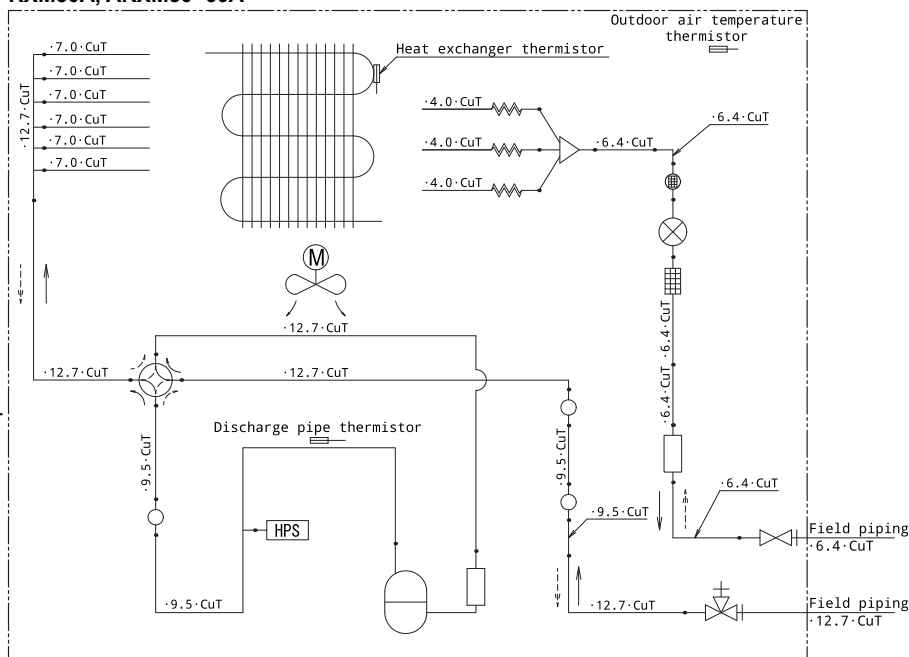 Outdoor air temperature
thermistor
·7.0·CuT
·7.0·CuT
·7.0·CuT
·7.0·CuT
·7.0·CuT
·7.0·CuT
·12.7·CuT
Heat exchanger thermistor
·4.0·CuT
·4.0·CuT
·4.0·CuT
·6.4·CuT
·6.4·CuT
M
·12.7·CuT
·12.7·CuT
·12.7·CuT
·6.4·CuT
·6.4·CuT
Discharge pipe thermistor
·9.5·CuT
·9.5·CuT
·6.4·CuT
·9.5·CuT
HPS
Field piping
·6.4·CuT
·9.5·CuT
·12.7·CuT
Field piping
·12.7·CuT